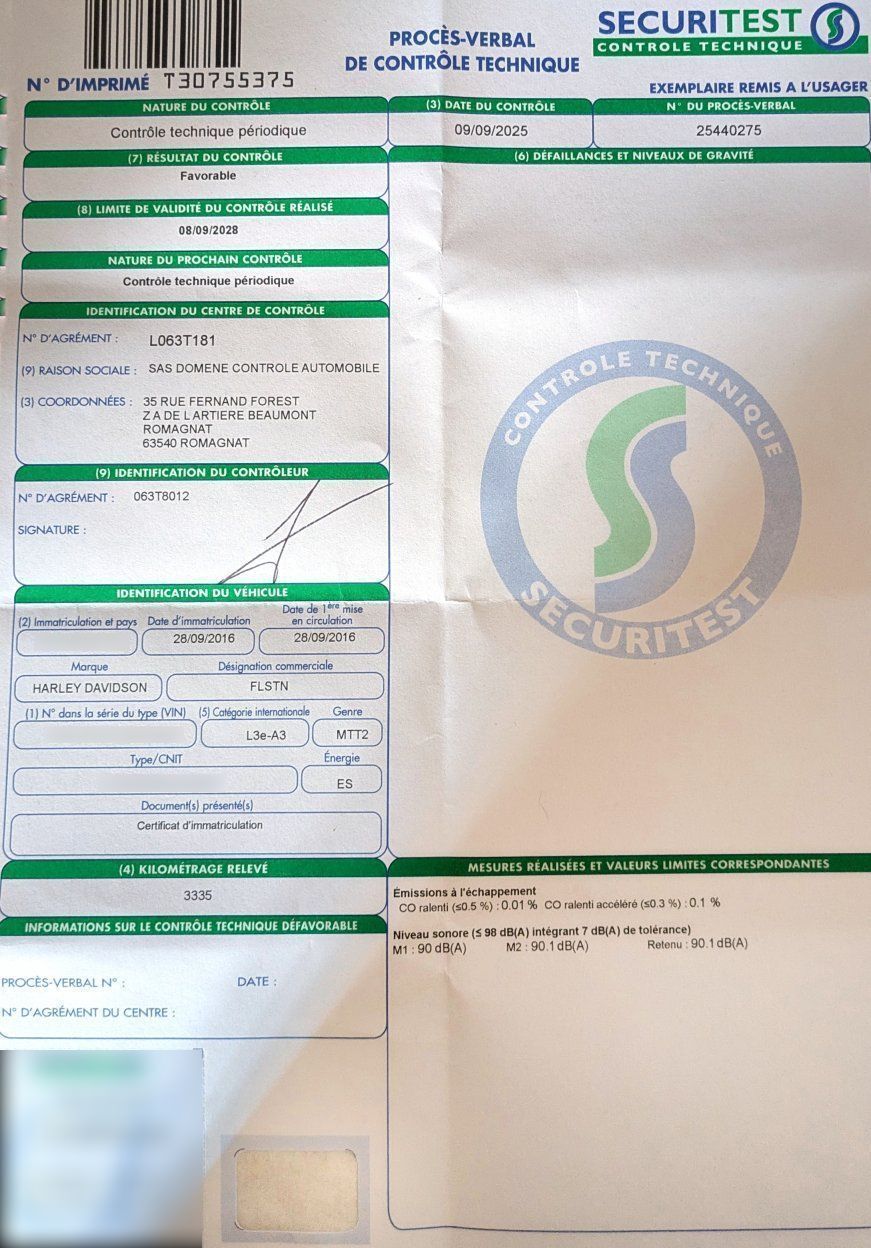 SECURITEST
CONTROLE TECHNIQUE
PROCÈS-VERBAL
DE CONTRÔLE TECHNIQUE
N° D'IMPRIMÉ T30755375
EXEMPLAIRE REMIS A L'USAGER
NATURE DU CONTRÔLE
Contrôle technique périodique
(3) DATE DU CONTRÔLE
09/09/2025
N° DU PROCÈS-VERBAL
25440275
(7) RÉSULTAT DU CONTRÔLE
Favorable
(6) DÉFAILLANCES ET NIVEAUX DE GRAVITÉ
(8) LIMITE DE VALIDITÉ DU CONTRÔLE RÉALISÉ
08/09/2028
NATURE DU PROCHAIN CONTRÔLE
Contrôle technique périodique
IDENTIFICATION DU CENTRE DE CONTRÔLE
N° D'AGRÉMENT : L063T181
(9) RAISON SOCIALE : SAS DOMENE CONTROLE AUTOMOBILE
(3) COORDONNÉES : 35 RUE FERNAND FOREST
Z A DE L ARTIERE BEAUMONT
ROMAGNAT
63540 ROMAGNAT
(9) IDENTIFICATION DU CONTRÔLEUR
N° D'AGRÉMENT : 063T8012
SIGNATURE :
CONTROLE TECHNIQUE
SECURITEST
IDENTIFICATION DU VÉHICULE
(2) Immatriculation et pays
Date d'immatriculation
28/09/2016
Date de 1ère mise
en circulation
28/09/2016
Marque
HARLEY DAVIDSON
Désignation commerciale
FLSTN
(1) N° dans la série du type (VIN)
(5) Catégorie internationale
L3e-A3
Genre
MTT2
Type/CNIT
Énergie
ES
Document(s) présenté(s)
Certificat d'immatriculation
(4) KILOMÉTRAGE RELEVÉ
3335
INFORMATIONS SUR LE CONTRÔLE TECHNIQUE DÉFAVORABLE
PROCÈS-VERBAL N° : DATE :
N° D'AGRÉMENT DU CENTRE :
MESURES RÉALISÉES ET VALEURS LIMITES CORRESPONDANTES
Émissions à l'échappement
CO ralenti (≤0.5 %) : 0.01 % CO ralenti accéléré (≤0.3 %) : 0.1 %
Niveau sonore (≤ 98 dB(A) intégrant 7 dB(A) de tolérance)
M1 : 90 dB(A) M2 : 90.1 dB(A) Retenu : 90.1 dB(A)